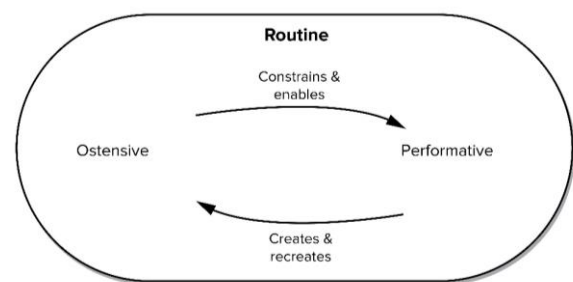 Routine
Constrains &
enables
Ostensive
Performative
Creates &
recreates